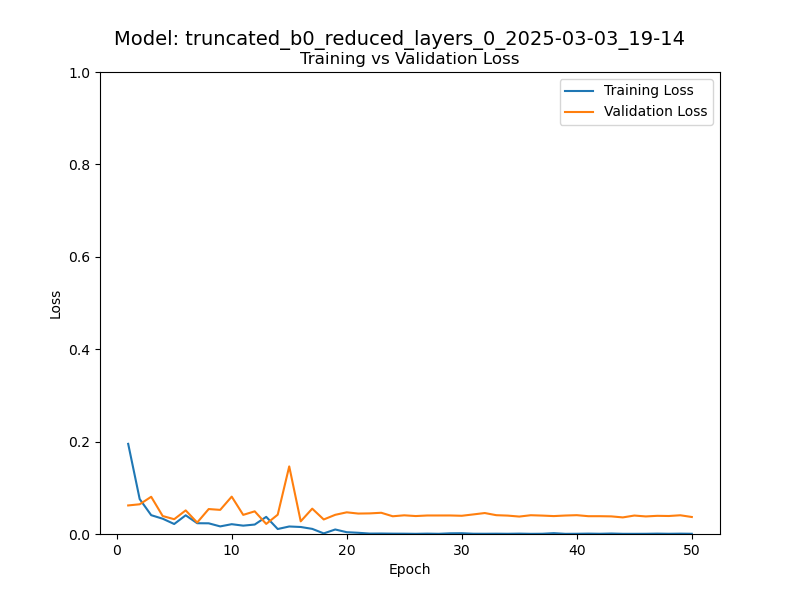 Model: truncated_b0_reduced_layers_0_2025-03-03_19-14
Training vs Validation Loss
1.0
0.8
0.6
0.4
0.2
0.0
Loss
Training Loss
Validation Loss
0
10
20
30
40
50
Epoch